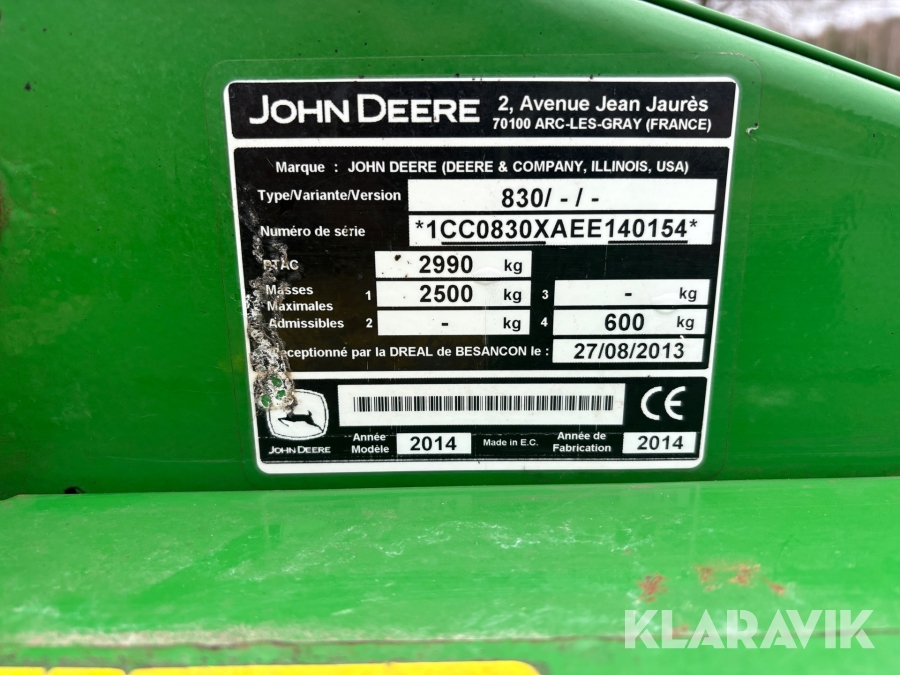 JOHN DEERE 2, Avenue Jean Jaurès
70100 ARC-LES-GRAY (FRANCE)
Marque : JOHN DEERE (DEERE & COMPANY, ILLINOIS, USA)
Type/Variante/Version 830/ - / -
Numéro de série *1CC0830XAEE140154*
PTAC 2990 kg
Masses Maximales Admissibles
1 2500 kg 3 - kg
2 - kg 4 600 kg
Receptionné par la DREAL de BESANCON le : 27/08/2013
CE
JOHN DEERE Année Modèle 2014 Made in E.C. Année de Fabrication 2014
KLARAVIK